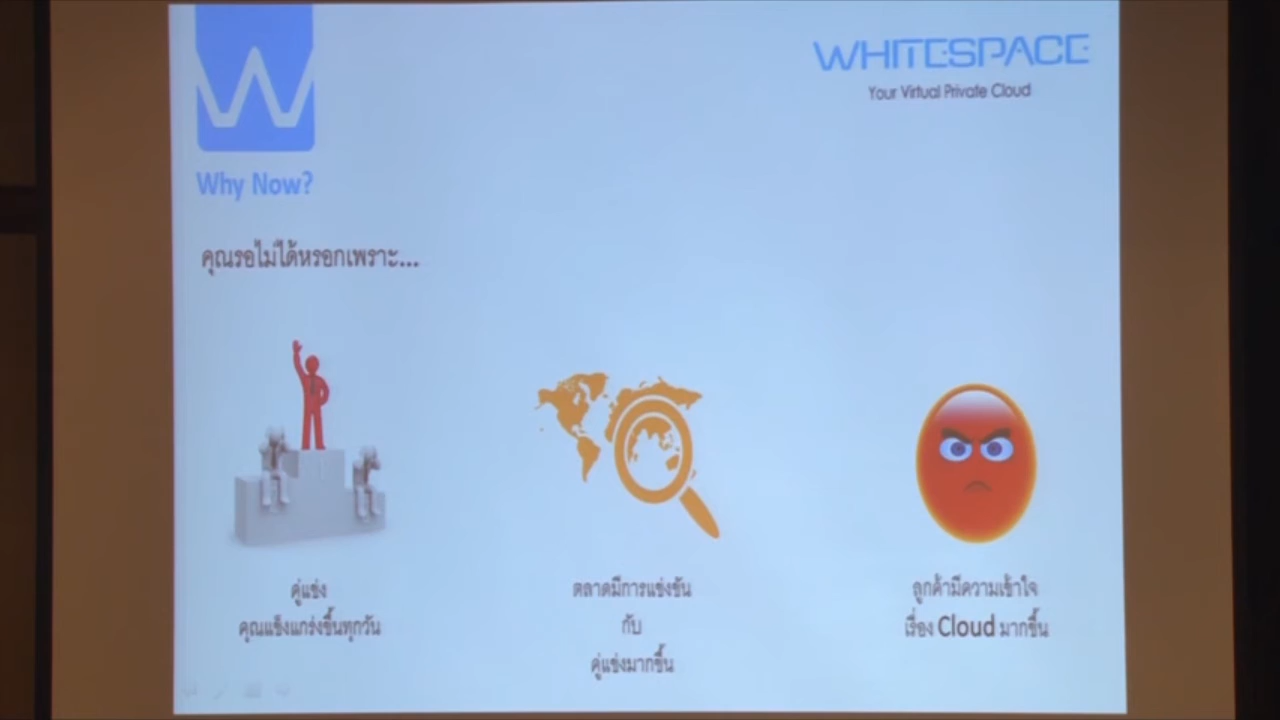 W
WHITESPACE
Your Virtual Private Cloud
Why Now?
คุณรอไม่ได้หรอกเพราะ...
คู่แข่ง
คุณแข็งแกร่งขึ้นทุกวัน
ตลาดมีการแข่งขัน
กับ
คู่แข่งมากขึ้น
ลูกค้ามีความเข้าใจ
เรื่อง Cloud มากขึ้น